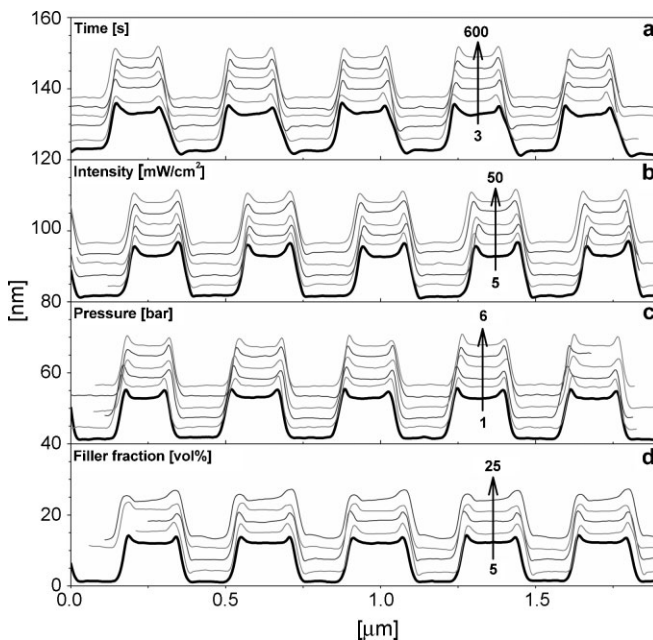 160
Time [s]
600
a
140
3
120
Intensity [mW/cm²]
50
b
100
5
80
[nm]
Pressure [bar]
6
c
60
1
40
Filler fraction [vol%]
25
d
20
5
0
0.0
0.5
1.0
1.5
[µm]